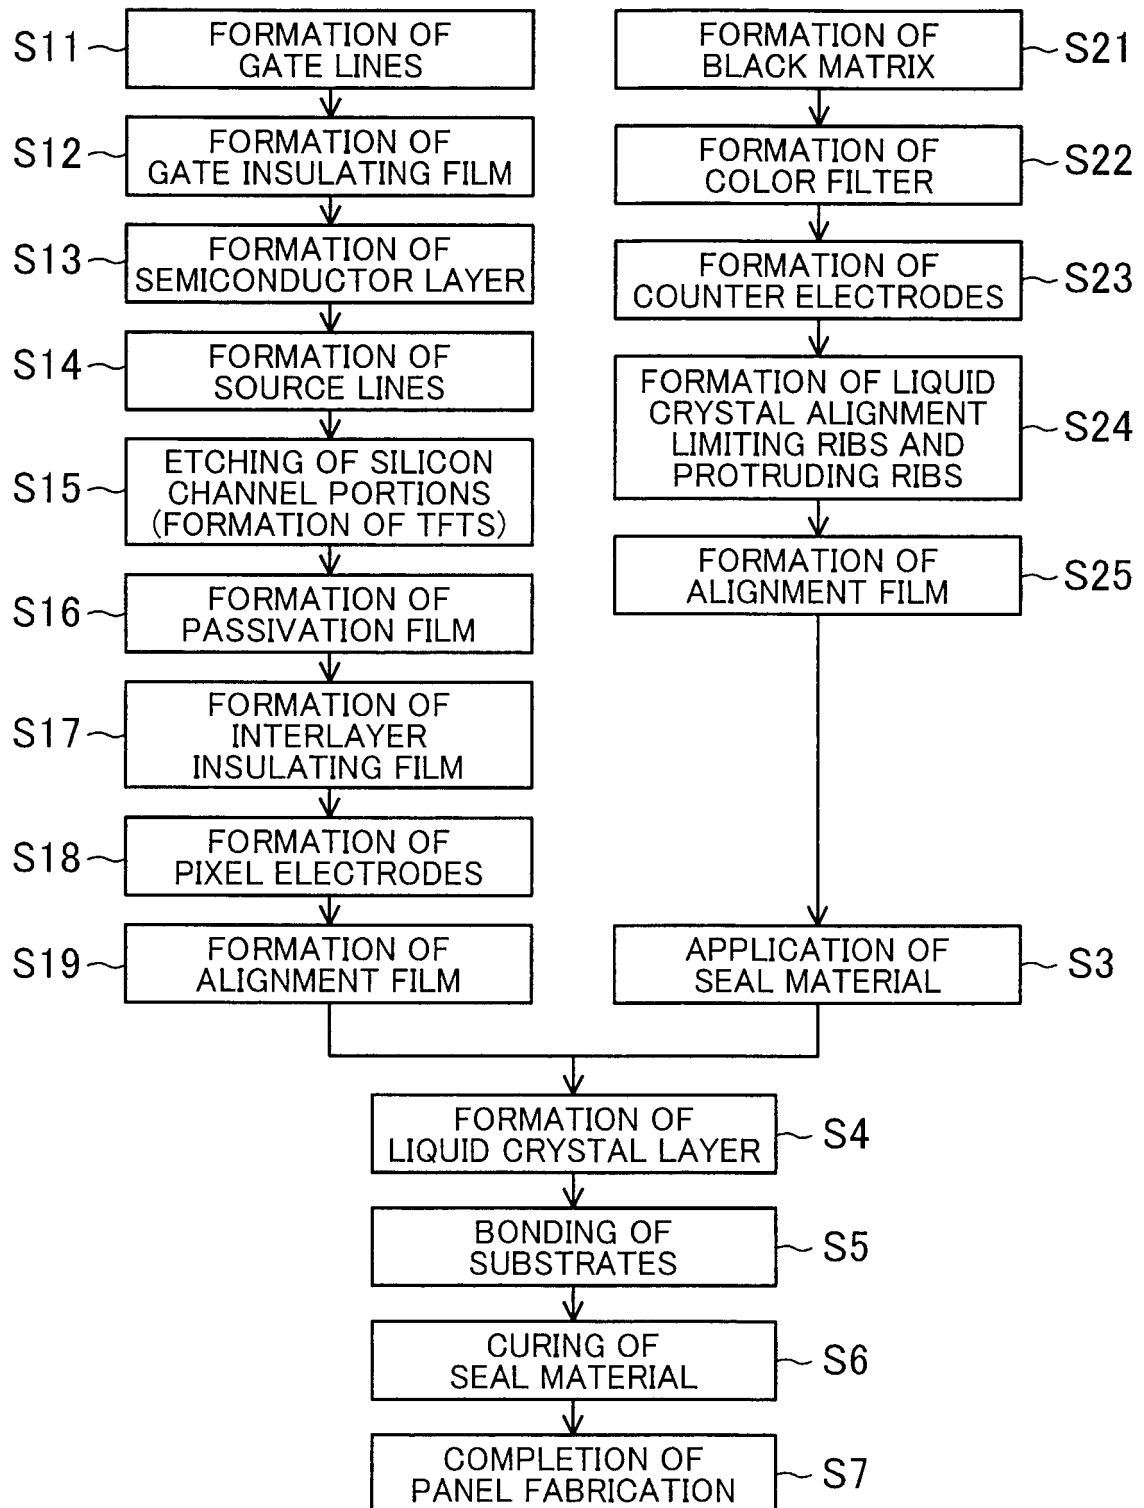 S11
FORMATION OF
GATE LINES
S12
FORMATION OF
GATE INSULATING FILM
S13
FORMATION OF
SEMICONDUCTOR LAYER
S14
FORMATION OF
SOURCE LINES
S15
ETCHING OF SILICON
CHANNEL PORTIONS
(FORMATION OF TFTS)
S16
FORMATION OF
PASSIVATION FILM
S17
FORMATION OF
INTERLAYER
INSULATING FILM
S18
FORMATION OF
PIXEL ELECTRODES
S19
FORMATION OF
ALIGNMENT FILM
FORMATION OF
BLACK MATRIX
S21
FORMATION OF
COLOR FILTER
S22
FORMATION OF
COUNTER ELECTRODES
S23
FORMATION OF LIQUID
CRYSTAL ALIGNMENT
LIMITING RIBS AND
PROTRUDING RIBS
S24
FORMATION OF
ALIGNMENT FILM
S25
APPLICATION OF
SEAL MATERIAL
S3
FORMATION OF
LIQUID CRYSTAL LAYER
S4
BONDING OF
SUBSTRATES
S5
CURING OF
SEAL MATERIAL
S6
COMPLETION OF
PANEL FABRICATION
S7